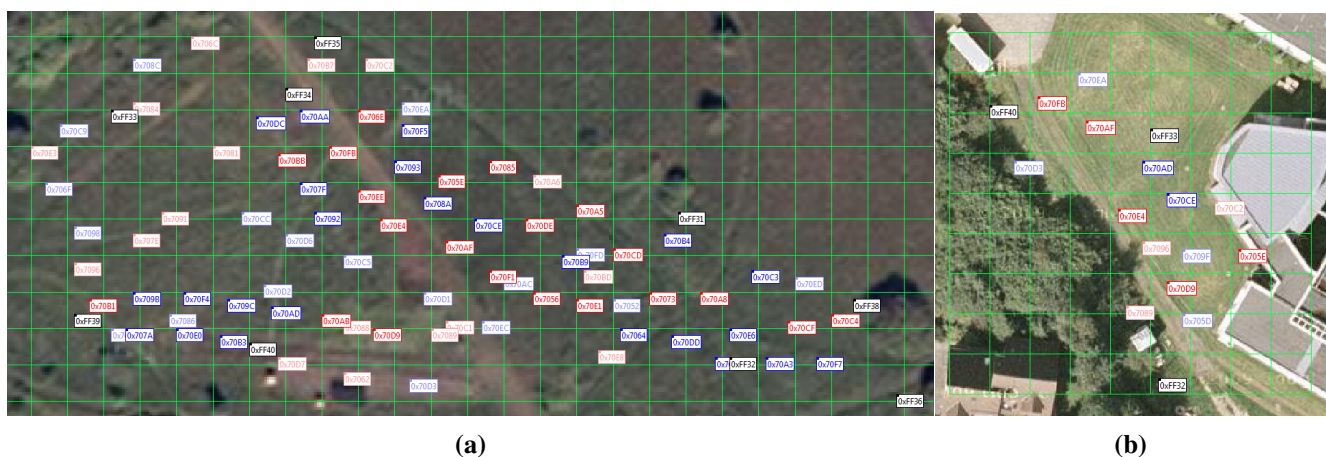 0x706C 0xFF35
0x708C 0x70B7 0x70C2
0xFF34
0x7084 0x70EA
0xFF33 0x70AA 0x706E
0x70DC
0x70C9 0x70F5
0x70E3 0x7081 0x70FB
0x70BB
0x7093 0x7085
0x705E 0x70A6
0x706F 0x707F
0x70EE
0x708A
0x70A5
0x7091 0x70CC 0x7092 0xFF31
0x70E4 0x70CE 0x70DE
0x7098
0x707E 0x70D6 0x70B4
0x70AF
0x70FD 0x70CD
0x70C5 0x70B9
0x7096
0x70F1 0x70BD 0x70C3
0x70AC 0x70ED
0x70D2
0x709B 0x70F4 0x70D1 0x7056 0x7073 0x70A8
0x70B1 0x709C 0x70E1 0x7052 0xFF38
0x70AD
0xFF39 0x7086 0x70AB 0x70C4
0x7088 0x70C1 0x70EC 0x70CF
0x707A 0x70E0 0x70D9 0x7089 0x7064 0x70E6
0x70B3 0x70DD
0xFF40
0x70E8
0x70D7 0xFF32 0x70A3 0x70F7
0x7062
0x70D3
0xFF36
(a)
0x70EA
0x70FB
0xFF40
0x70AF
0xFF33
0x70D3 0x70AD
0x70CE
0x70C2
0x70E4
0x7096
0x709F 0x705E
0x70D9
0x7089
0x705D
0xFF32
(b)